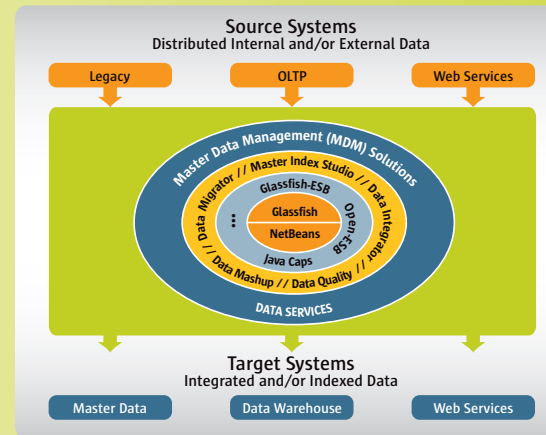 Source Systems
Distributed Internal and/or External Data
Legacy
OLTP
Web Services
Master Data Management (MDM) Solutions
Data Migrator // Master Index Studio // Data Integrator
// Data Mashup // Data Quality //
Glassfish-ESB
Open-ESB
Java Caps
...
Glassfish
NetBeans
DATA SERVICES
Target Systems
Integrated and/or Indexed Data
Master Data
Data Warehouse
Web Services